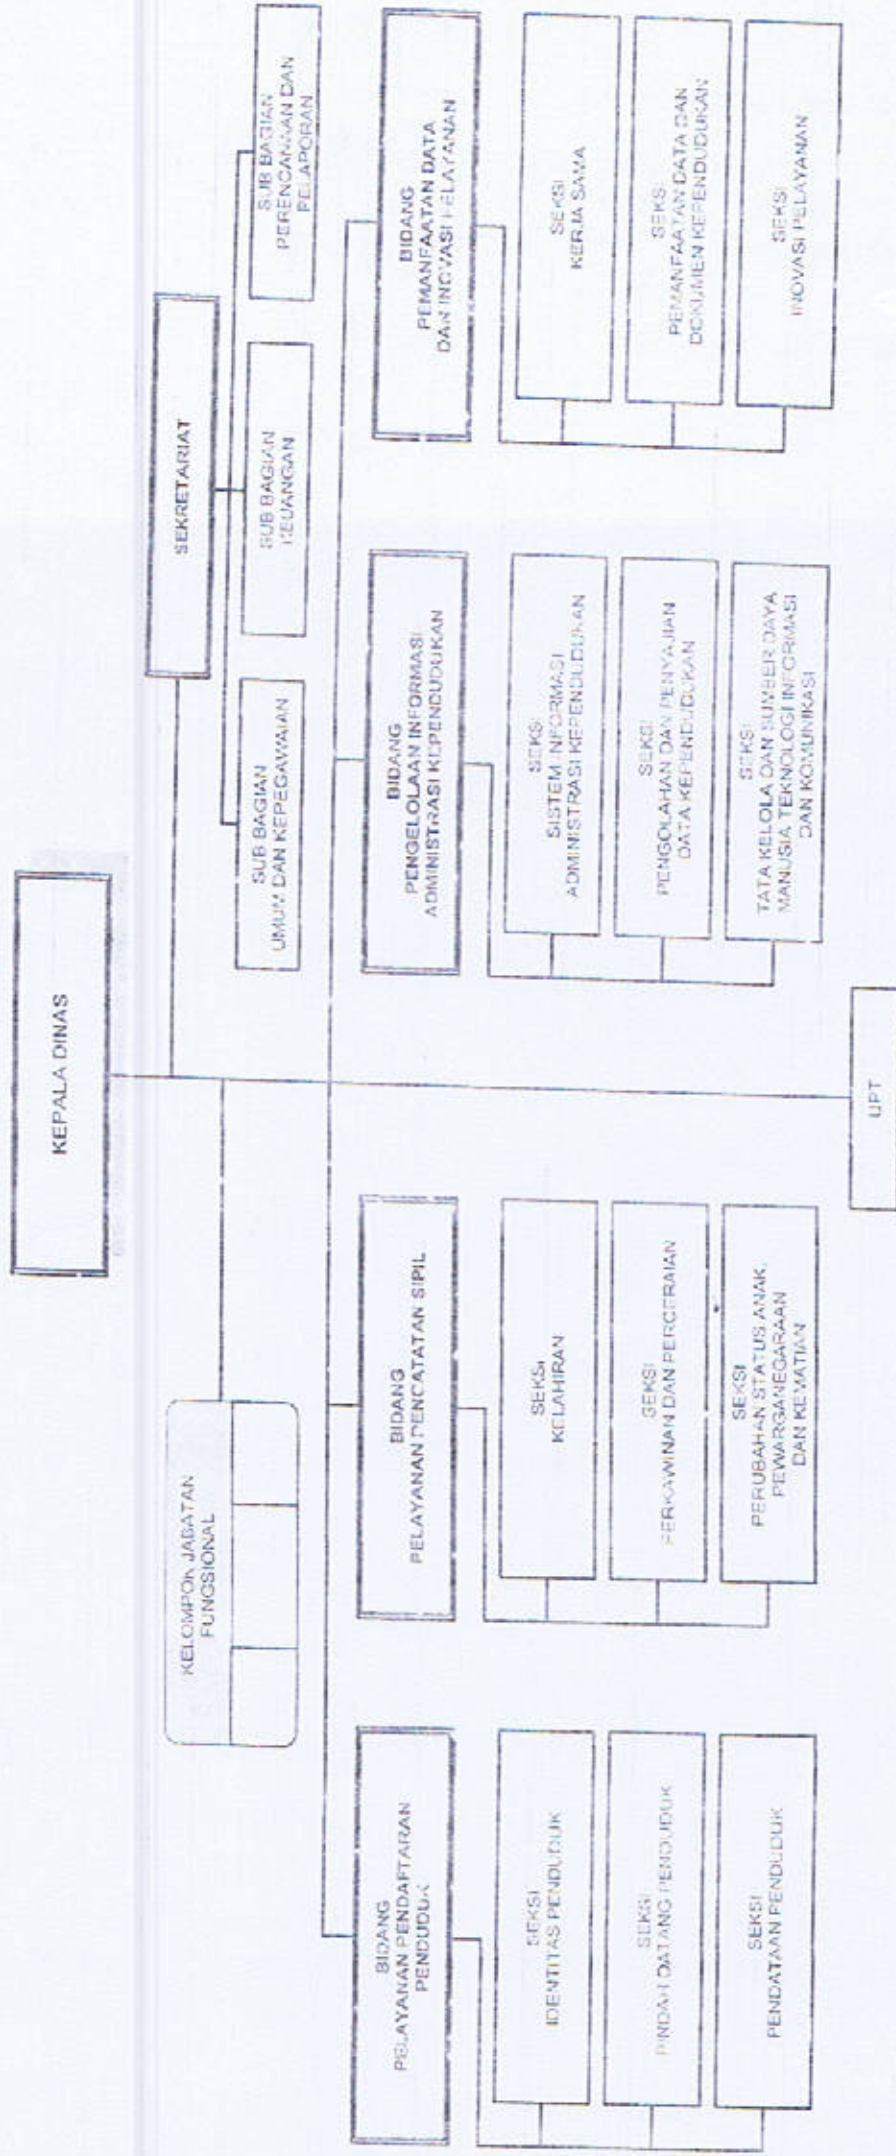 KEPALA DINAS
SEKRETARIAT
KELOMPOK JABATAN
FUNGSIONAL
SUB BAGIAN
UMUM DAN KEPEGAWAIAN
SUB BAGIAN
KEUANGAN
SUB BAGIAN
PERENCANAAN DAN
PELAPORAN
BIDANG
PELAYANAN PENDAFTARAN
PENDUDUK
SEKSI
IDENTITAS PENDUDUK
SEKSI
PINDAH DATANG PENDUDUK
SEKSI
PENDATAAN PENDUDUK
BIDANG
PELAYANAN PENCATATAN SIPIL
SEKSI
KELAHIRAN
SEKSI
PERKAWINAN DAN PERCERAIAN
SEKSI
PERUBAHAN STATUS ANAK,
PEWARGANEGARAAN
DAN KEMATIAN
BIDANG
PENGELOLAAN INFORMASI
ADMINISTRASI KEPENDUDUKAN
SEKSI
SISTEM INFORMASI
ADMINISTRASI KEPENDUDUKAN
SEKSI
PENGOLAHAN DAN PENYAJIAN
DATA KEPENDUDUKAN
SEKSI
TATA KELOLA DAN SUMBER DAYA
MANUSIA TEKNOLOGI INFORMASI
DAN KOMUNIKASI
BIDANG
PEMANFAATAN DATA
DAN INOVASI PELAYANAN
SEKSI
KERJA SAMA
SEKSI
PEMANFAATAN DATA DAN
DOKUMEN KEPENDUDUKAN
SEKSI
INOVASI PELAYANAN
UPT